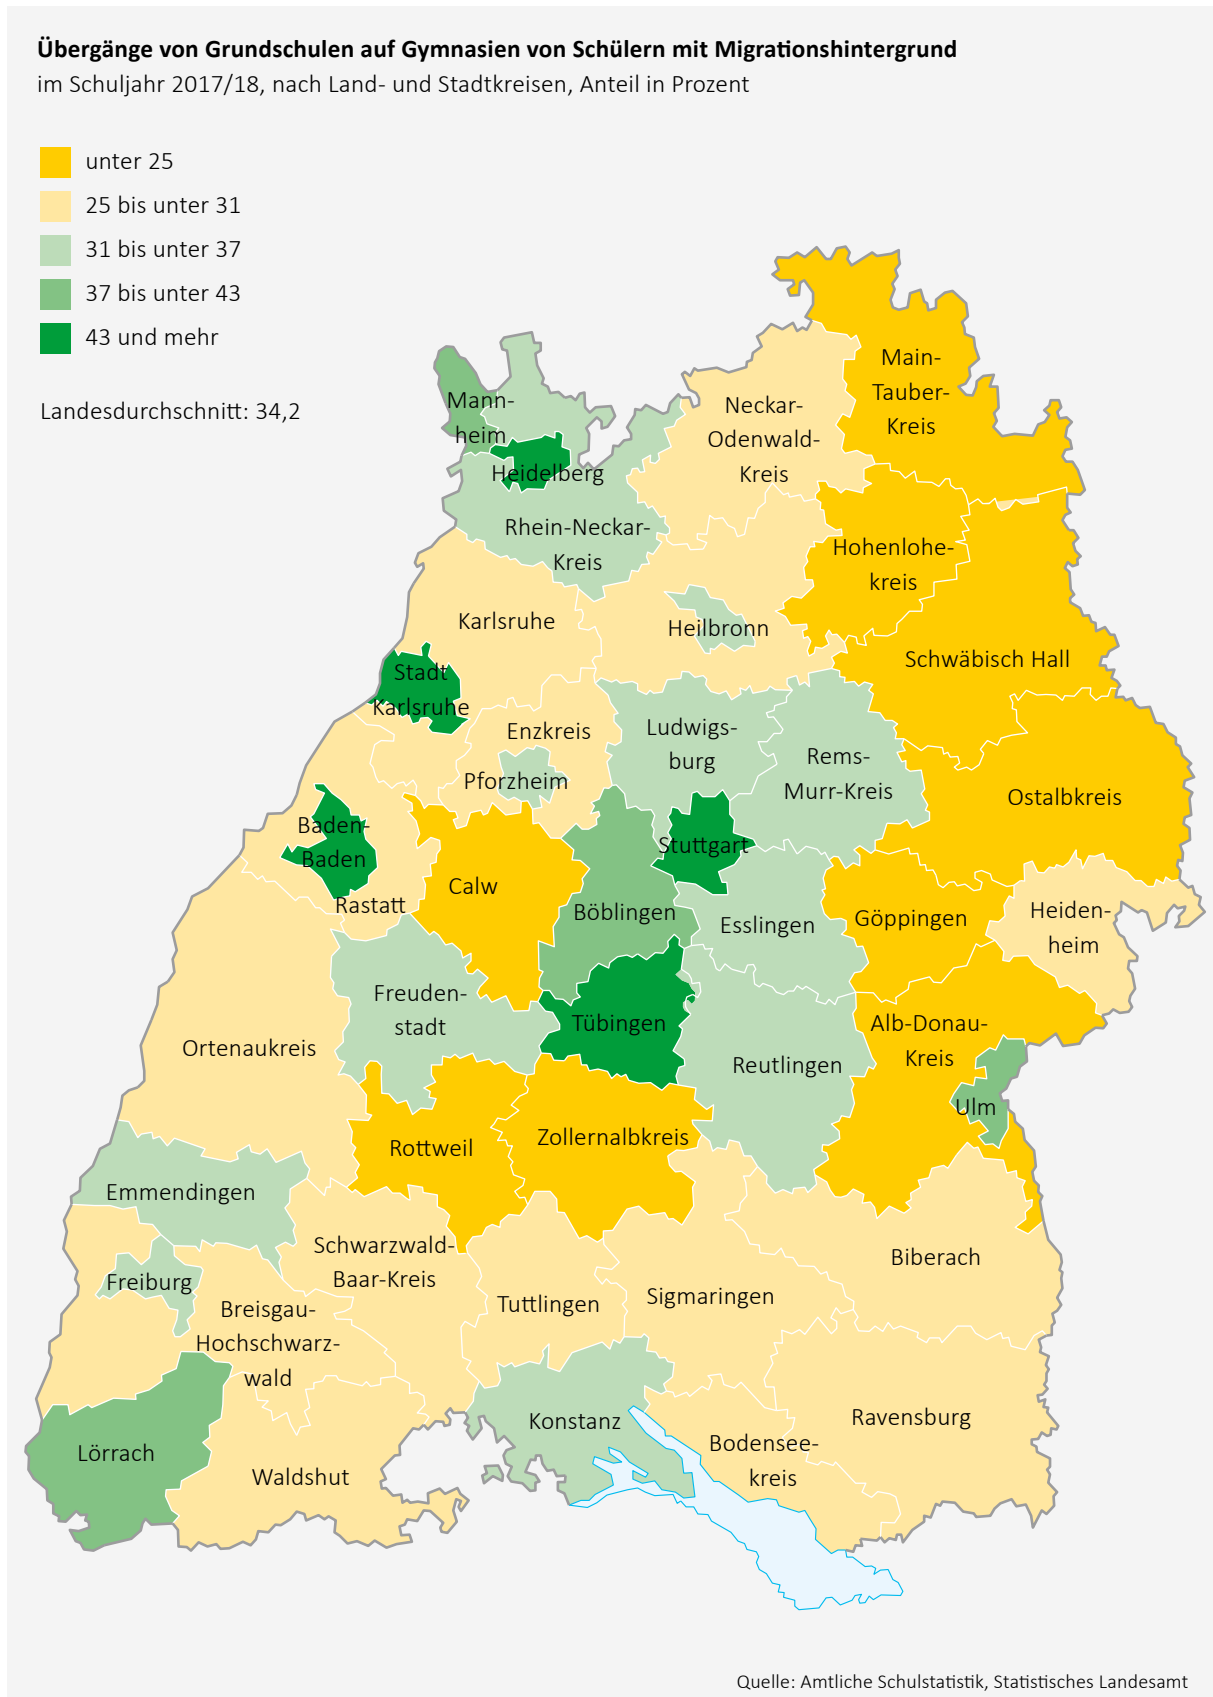 Übergänge von Grundschulen auf Gymnasien von Schülern mit Migrationshintergrund
im Schuljahr 2017/18, nach Land- und Stadtkreisen, Anteil in Prozent
unter 25
25 bis unter 31
31 bis unter 37
37 bis unter 43
43 und mehr
Landesdurchschnitt: 34,2
Main-
Tauber-
Kreis
Mann-
heim
Neckar-
Odenwald-
Kreis
Heidelberg
Rhein-Neckar-
Kreis
Hohenlohe-
kreis
Karlsruhe
Heilbronn
Schwäbisch Hall
Stadt
Karlsruhe
Enzkreis
Ludwigs-
burg
Rems-
Murr-Kreis
Pforzheim
Ostalbkreis
Baden-
Baden
Stuttgart
Calw
Rastatt
Böblingen
Esslingen
Göppingen
Heiden-
heim
Freuden-
stadt
Tübingen
Alb-Donau-
Kreis
Ortenaukreis
Reutlingen
Ulm
Rottweil
Zollernalbkreis
Emmendingen
Schwarzwald-
Baar-Kreis
Biberach
Freiburg
Breisgau-
Hochschwarz-
wald
Tuttlingen
Sigmaringen
Konstanz
Ravensburg
Bodensee-
kreis
Lörrach
Waldshut
Quelle: Amtliche Schulstatistik, Statistisches Landesamt